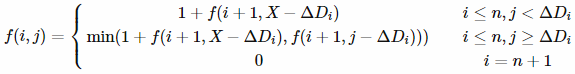 f(i,j) = { 1 + f(i+1, X − ΔD_i)    i ≤ n, j < ΔD_i
min(1 + f(i+1, X − ΔD_i), f(i+1, j − ΔD_i)))    i ≤ n, j ≥ ΔD_i
0    i = n + 1